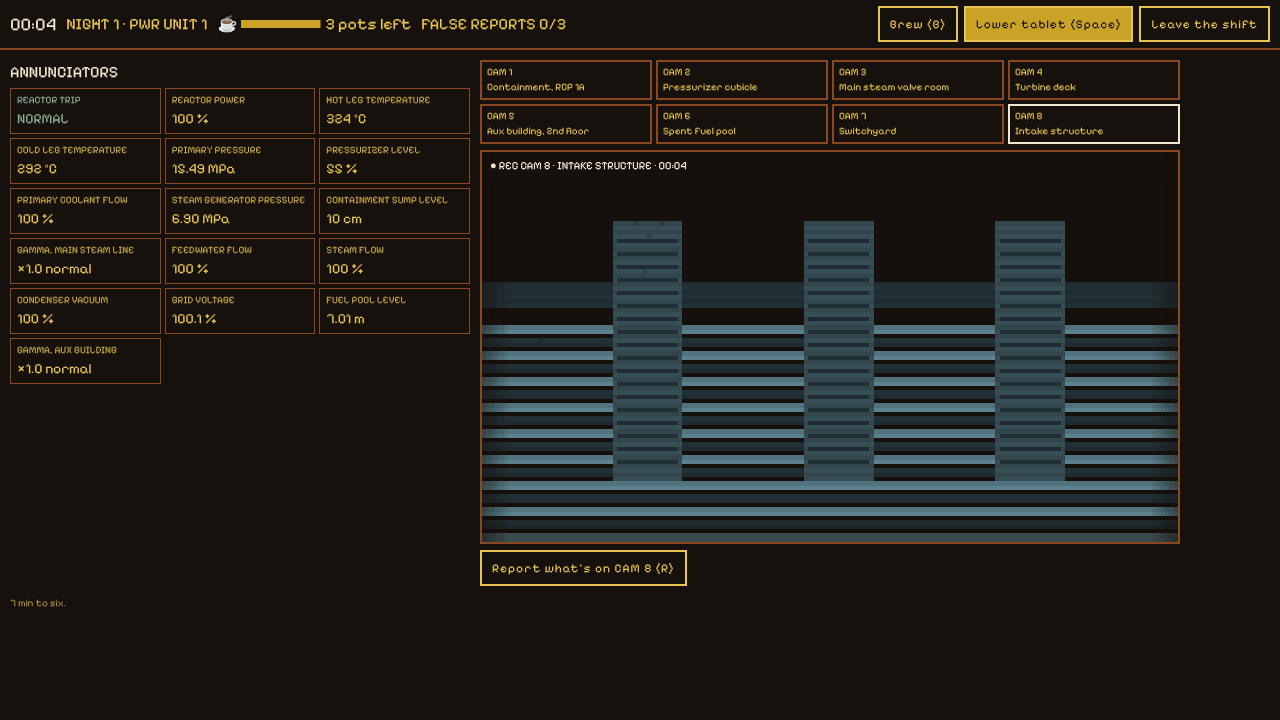 00:04 NIGHT 1 · PWR UNIT 1 ☕ 3 pots left FALSE REPORTS 0/3 Brew (B) Lower tablet (Space) Leave the shift
ANNUNCIATORS
REACTOR TRIP
NORMAL
REACTOR POWER
100 %
HOT LEG TEMPERATURE
324 °C
COLD LEG TEMPERATURE
292 °C
PRIMARY PRESSURE
15.49 MPa
PRESSURIZER LEVEL
55 %
PRIMARY COOLANT FLOW
100 %
STEAM GENERATOR PRESSURE
6.90 MPa
CONTAINMENT SUMP LEVEL
10 cm
GAMMA, MAIN STEAM LINE
×1.0 normal
FEEDWATER FLOW
100 %
STEAM FLOW
100 %
CONDENSER VACUUM
100 %
GRID VOLTAGE
100.1 %
FUEL POOL LEVEL
7.01 m
GAMMA, AUX BUILDING
×1.0 normal
CAM 1
Containment, RCP 1A
CAM 2
Pressurizer cubicle
CAM 3
Main steam valve room
CAM 4
Turbine deck
CAM 5
Aux building, 2nd floor
CAM 6
Spent fuel pool
CAM 7
Switchyard
CAM 8
Intake structure
● REC CAM 8 · INTAKE STRUCTURE · 00:04
Report what's on CAM 8 (R)
7 min to six.